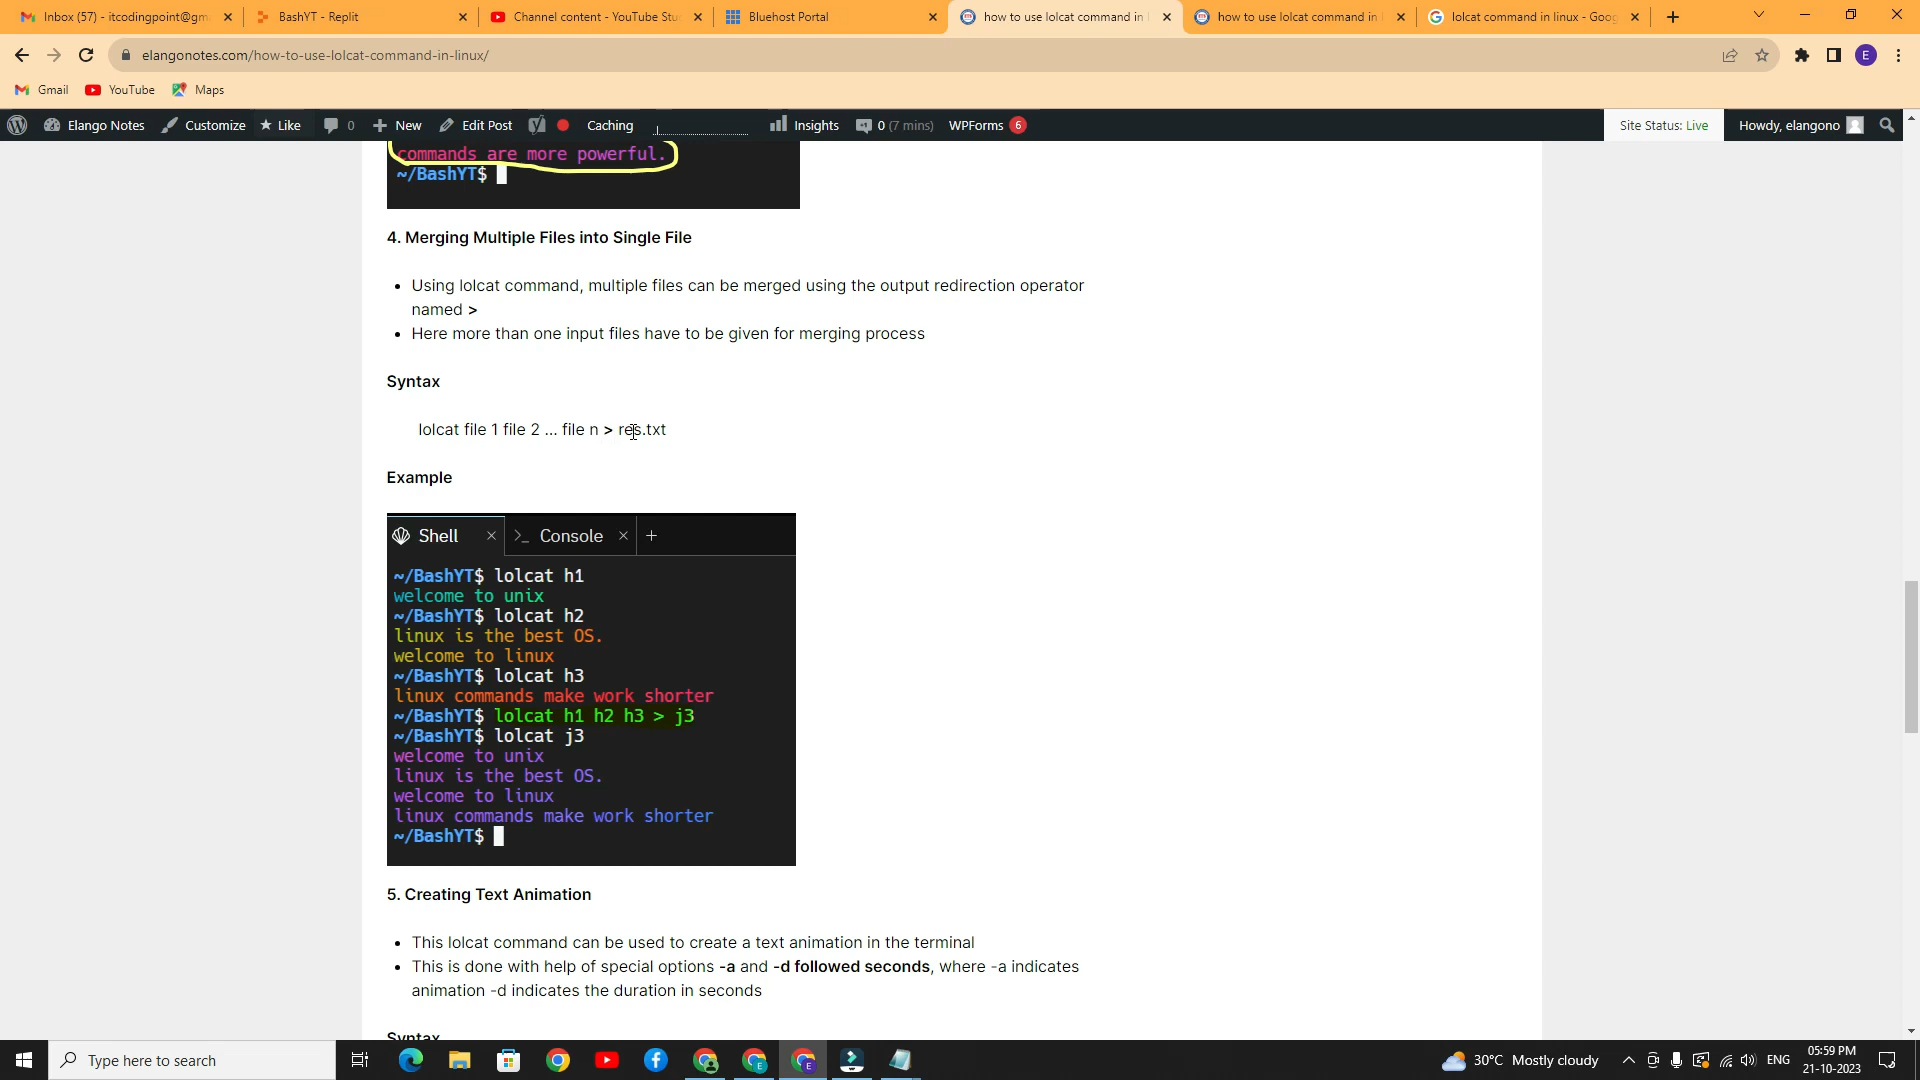 Inbox (57) - itcodingpoint@gm
BashYT - Replit
Channel content - YouTube Stu
Bluehost Portal
how to use lolcat command in
how to use lolcat command in
lolcat command in linux - Goo
elangonotes.com/how-to-use-lolcat-command-in-linux/
E
Gmail
YouTube
Maps
Elango Notes
Customize
Like
0
New
Edit Post
Caching
Insights
0 (7 mins)
WPForms
6
Site Status: Live
Howdy, elangono
commands are more powerful.
~/BashYT$
4. Merging Multiple Files into Single File
• Using lolcat command, multiple files can be merged using the output redirection operator
named >
• Here more than one input files have to be given for merging process
Syntax
lolcat file 1 file 2 … file n > res.txt
Example
Shell
Console
~/BashYT$ lolcat h1
welcome to unix
~/BashYT$ lolcat h2
linux is the best OS.
welcome to linux
~/BashYT$ lolcat h3
linux commands make work shorter
~/BashYT$ lolcat h1 h2 h3 > j3
~/BashYT$ lolcat j3
welcome to unix
linux is the best OS.
welcome to linux
linux commands make work shorter
~/BashYT$
5. Creating Text Animation
• This lolcat command can be used to create a text animation in the terminal
• This is done with help of special options -a and -d followed seconds, where -a indicates
animation -d indicates the duration in seconds
Syntax
Type here to search
30°C Mostly cloudy
ENG
05:59 PM
21-10-2023